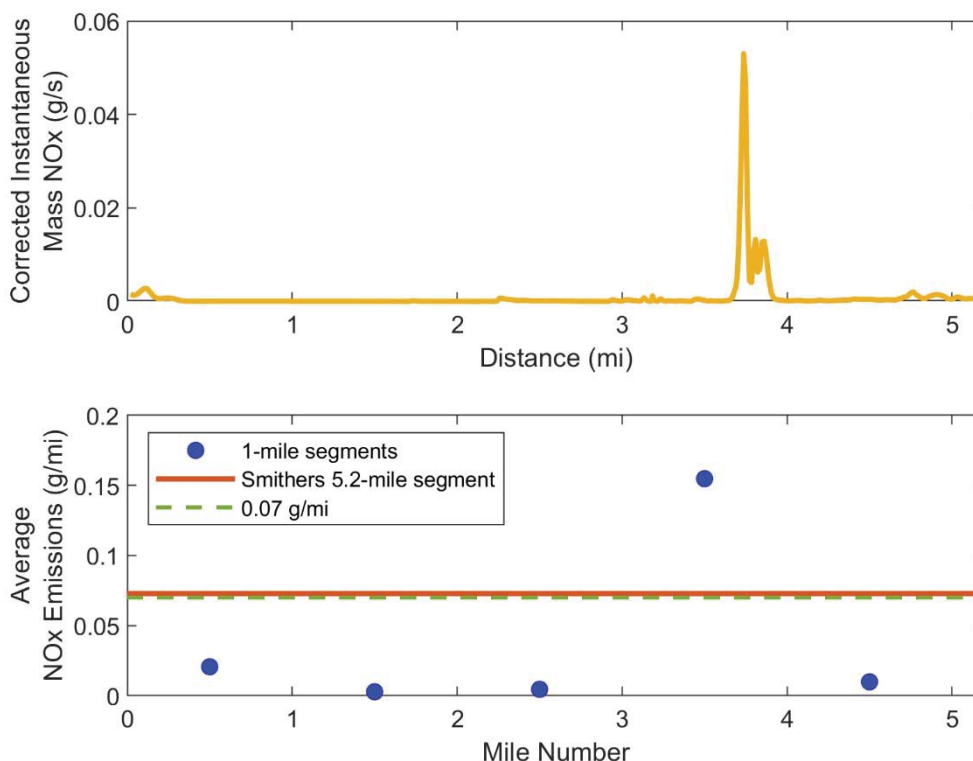 Corrected Instantaneous
Mass NOx (g/s)
0.06
0.04
0.02
0
0 1 2 3 4 5
Distance (mi)
Average
NOx Emissions (g/mi)
0.2
0.15
0.1
0.05
0
1-mile segments
Smithers 5.2-mile segment
0.07 g/mi
0 1 2 3 4 5
Mile Number